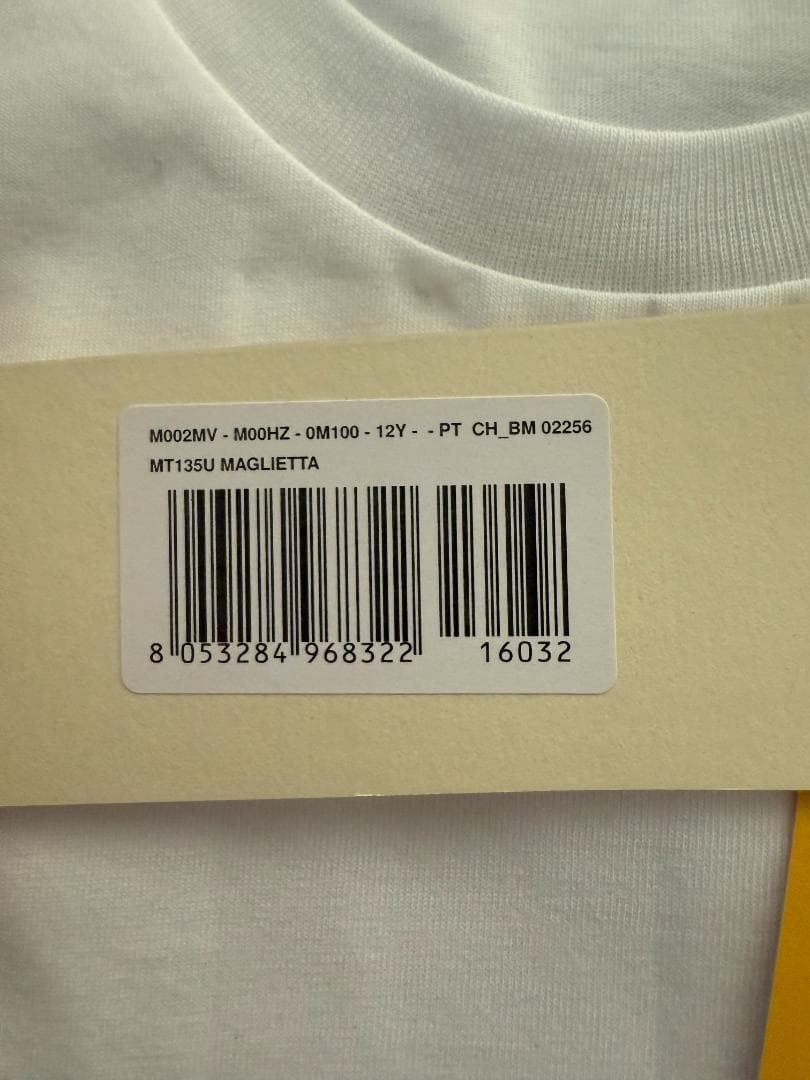 M002MV - M00HZ - 0M100 - 12Y -  - PT  CH_BM 02256
MT135U MAGLIETTA
8 053284 968322 16032